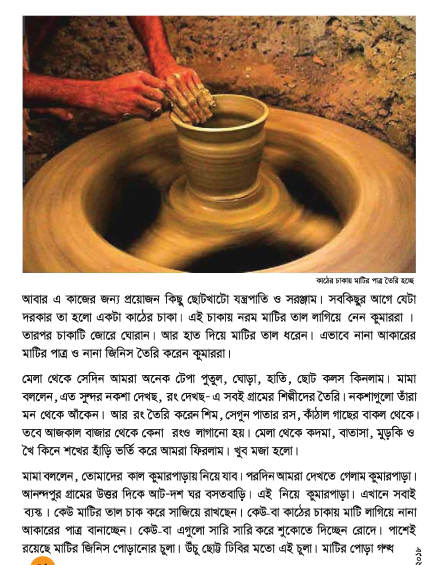 কাঠের চাকায় মাটির পাত্র তৈরি হচ্ছে
আবার এ কাজের জন্য প্রয়োজন কিছু ছোটখাটো যন্ত্রপাতি ও সরঞ্জাম। সবকিছুর আগে যেটা
দরকার তা হলো একটা কাঠের চাকা। এই চাকায় নরম মাটির তাল লাগিয়ে নেন কুমাররা ।
তারপর চাকাটি জোরে ঘোরান। আর হাত দিয়ে মাটির তাল ধরেন। এভাবে নানা আকারের
মাটির পাত্র ও নানা জিনিস তৈরি করেন কুমাররা।
মেলা থেকে সেদিন আমরা অনেক টেপা পুতুল, ঘোড়া, হাতি, ছোট কলস কিনলাম। মামা
বললেন, এত সুন্দর নকশা দেখছ, রং দেখছ- এ সবই গ্রামের শিল্পীদের তৈরি। নকশাগুলো তাঁরা
মন থেকে আঁকেন। আর রং তৈরি করেন শিম, সেগুন পাতার রস, কাঁঠাল গাছের বাকল থেকে।
তবে আজকাল বাজার থেকে কেনা রংও লাগানো হয়। মেলা থেকে কদমা, বাতাসা, মুড়কি ও
খৈ কিনে শখের হাঁড়ি ভর্তি করে আমরা ফিরলাম। খুব মজা হলো।
মামা বললেন, তোমাদের কাল কুমারপাড়ায় নিয়ে যাব। পরদিন আমরা দেখতে গেলাম কুমারপাড়া।
আনন্দপুর গ্রামের উত্তর দিকে আট-দশ ঘর বসতবাড়ি। এই নিয়ে কুমারপাড়া। এখানে সবাই
ব্যস্ত । কেউ মাটির তাল চাক করে সাজিয়ে রাখছেন। কেউ-বা কাঠের চাকায় মাটি লাগিয়ে নানা
আকারের পাত্র বানাচ্ছেন। কেউ-বা এগুলো সারি সারি করে শুকোতে দিচ্ছেন রোদে। পাশেই
রয়েছে মাটির জিনিস পোড়ানোর চুলা। উঁচু ছোট্ট ঢিবির মতো এই চুলা। মাটির পোড়া গন্ধ
২০১৮